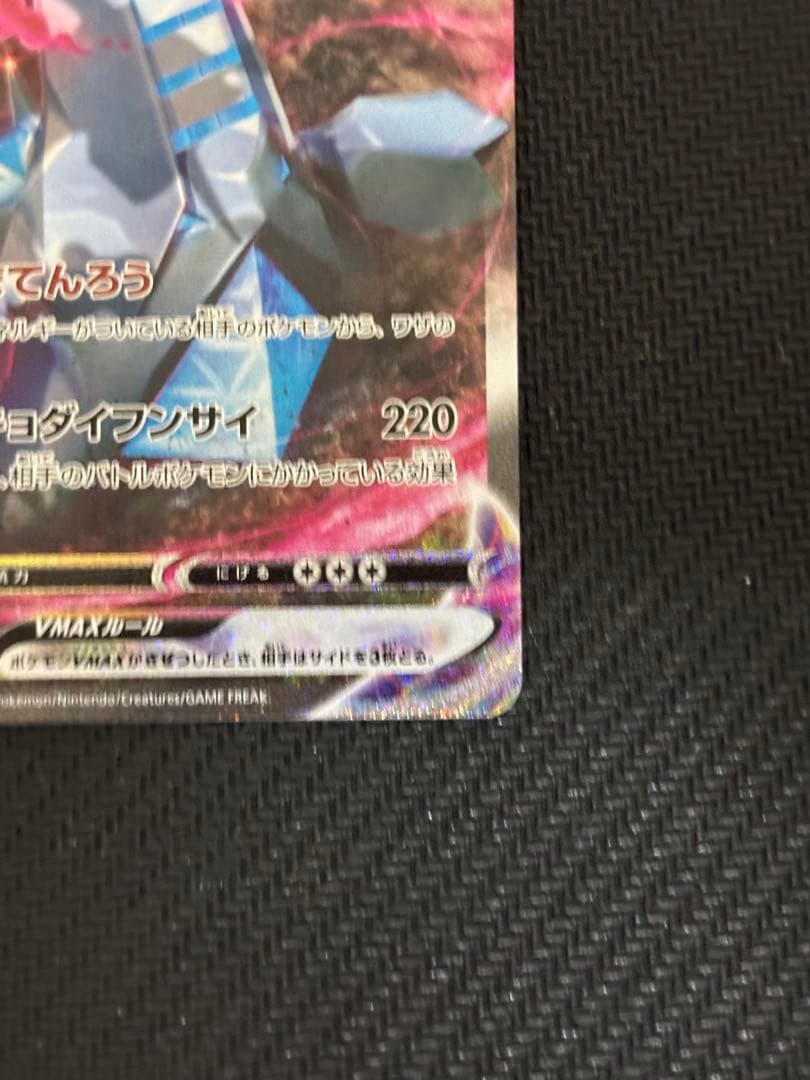 てんろう
ネルギーがついている相手のポケモンから、ワザの
ョダイフンサイ 220
、相手のバトルポケモンにかかっている効果
抗力 にげる
VMAXルール
ポケモンVMAXがきぜつしたとき、相手はサイドを3枚とる。
okémon/Nintendo/Creatures/GAME FREAK